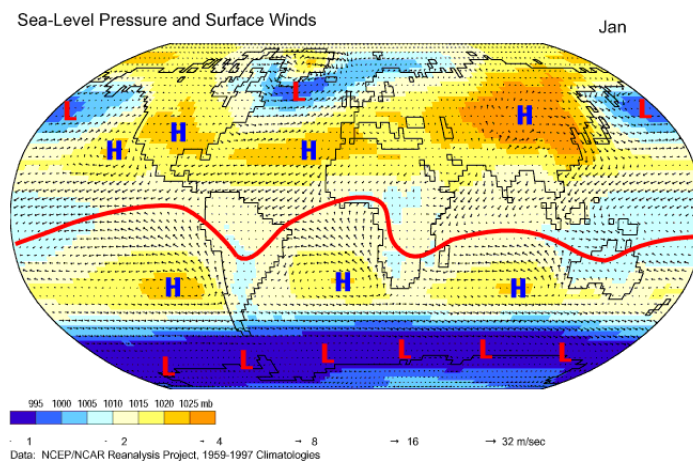 Sea-Level Pressure and Surface Winds
Jan
L
L
L
H
H
H
H
H
H
H
H
L
L
L
L
L
L
995 1000 1005 1010 1015 1020 1025 mb
1 2 4 8 16 32 m/sec
Data: NCEP/NCAR Reanalysis Project, 1959-1997 Climatologies